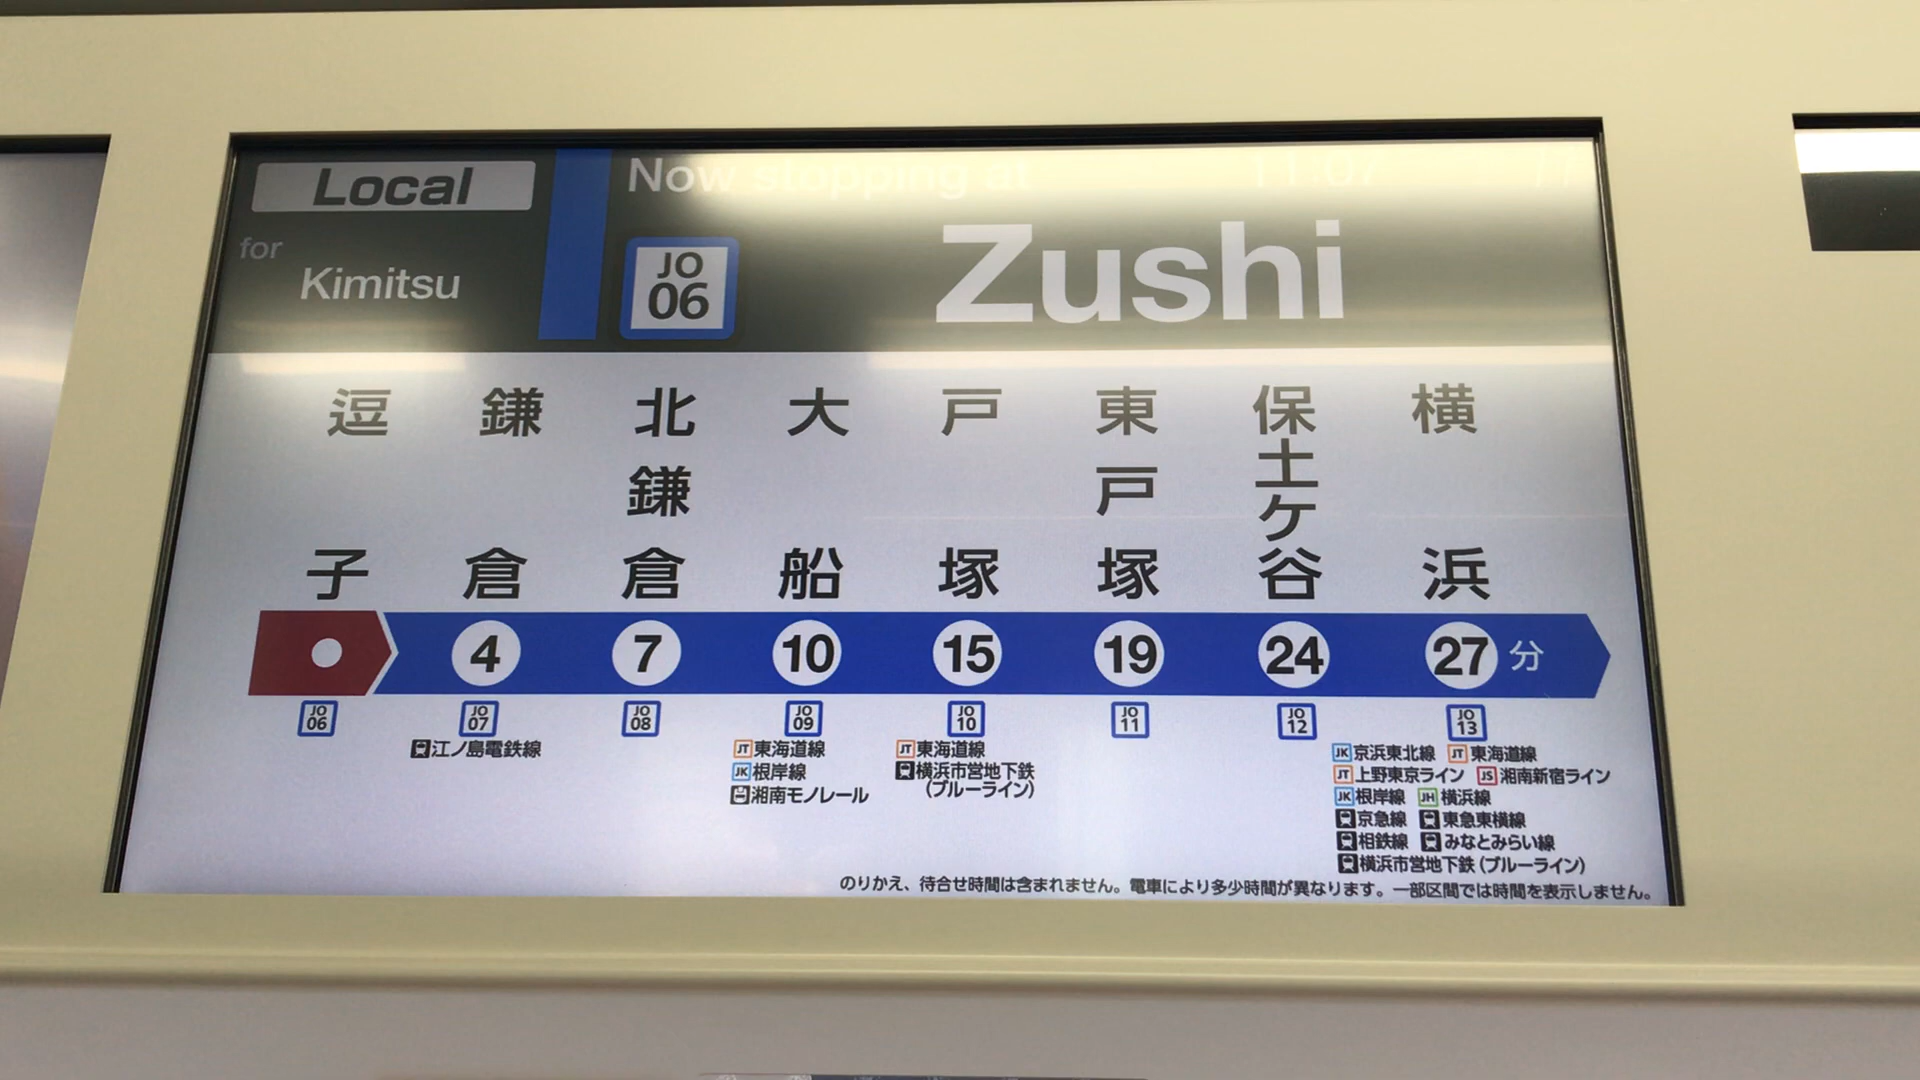 Local
for
Kimitsu
Now stopping at
JO
06
Zushi
逗子
鎌倉
北鎌倉
大船
戸塚
東戸塚
保土ケ谷
横浜
4 7 10 15 19 24 27 分
JO 06
JO 07
JO 08
JO 09
JO 10
JO 11
JO 12
JO 13
江ノ島電鉄線
JT 東海道線
JK 根岸線
湘南モノレール
JT 東海道線
横浜市営地下鉄
(ブルーライン)
JK 京浜東北線 JT 東海道線
JT 上野東京ライン JS 湘南新宿ライン
JK 根岸線 JH 横浜線
京急線 東急東横線
相鉄線 みなとみらい線
横浜市営地下鉄 (ブルーライン)
のりかえ、待合せ時間は含まれません。電車により多少時間が異なります。一部区間では時間を表示しません。